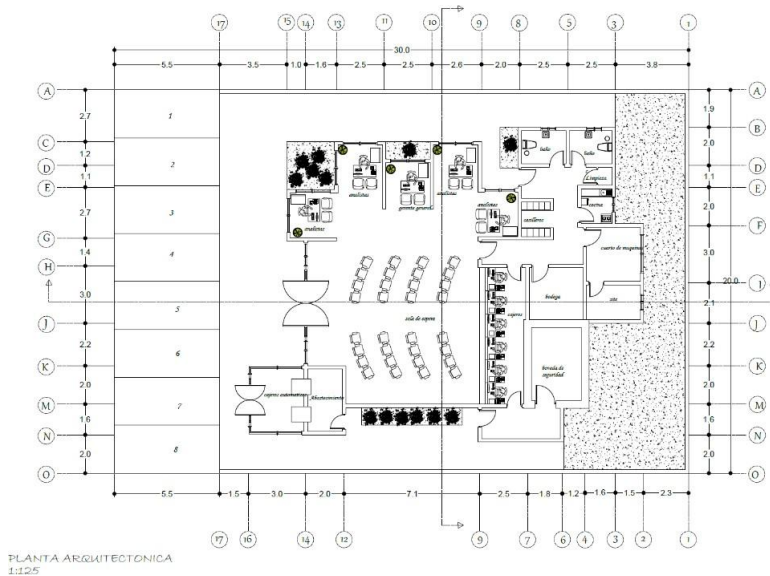 17 15 14 13 11 10 9 8 5 3 1
30.0
5.5 3.5 1.0 1.6 2.5 2.5 2.6 2.0 2.5 2.5 3.8
A A
2.7 1 1.9
B
C baño baño 2.0
1.2 2
D D
1.1 analistas gerente general analistas Limpieza 1.1
E E
cocina 2.0
2.7 3 analistas analistas casilleros
F
G
1.4 4 cuarto de maquinas 3.0
H
20.0
I
3.0 bodega site 2.1
5 sala de espera cajeros
J J
2.2 6 2.2
K boveda de seguridad K
2.0 cajeros automaticos Abastecimiento 2.0
M 7 M
1.6 1.6
N N
2.0 8 2.0
O O
5.5 1.5 3.0 2.0 7.1 2.5 1.8 1.2 1.6 1.5 2.3
17 16 14 12 9 7 6 4 3 2 1
PLANTA ARQUITECTONICA
1:125